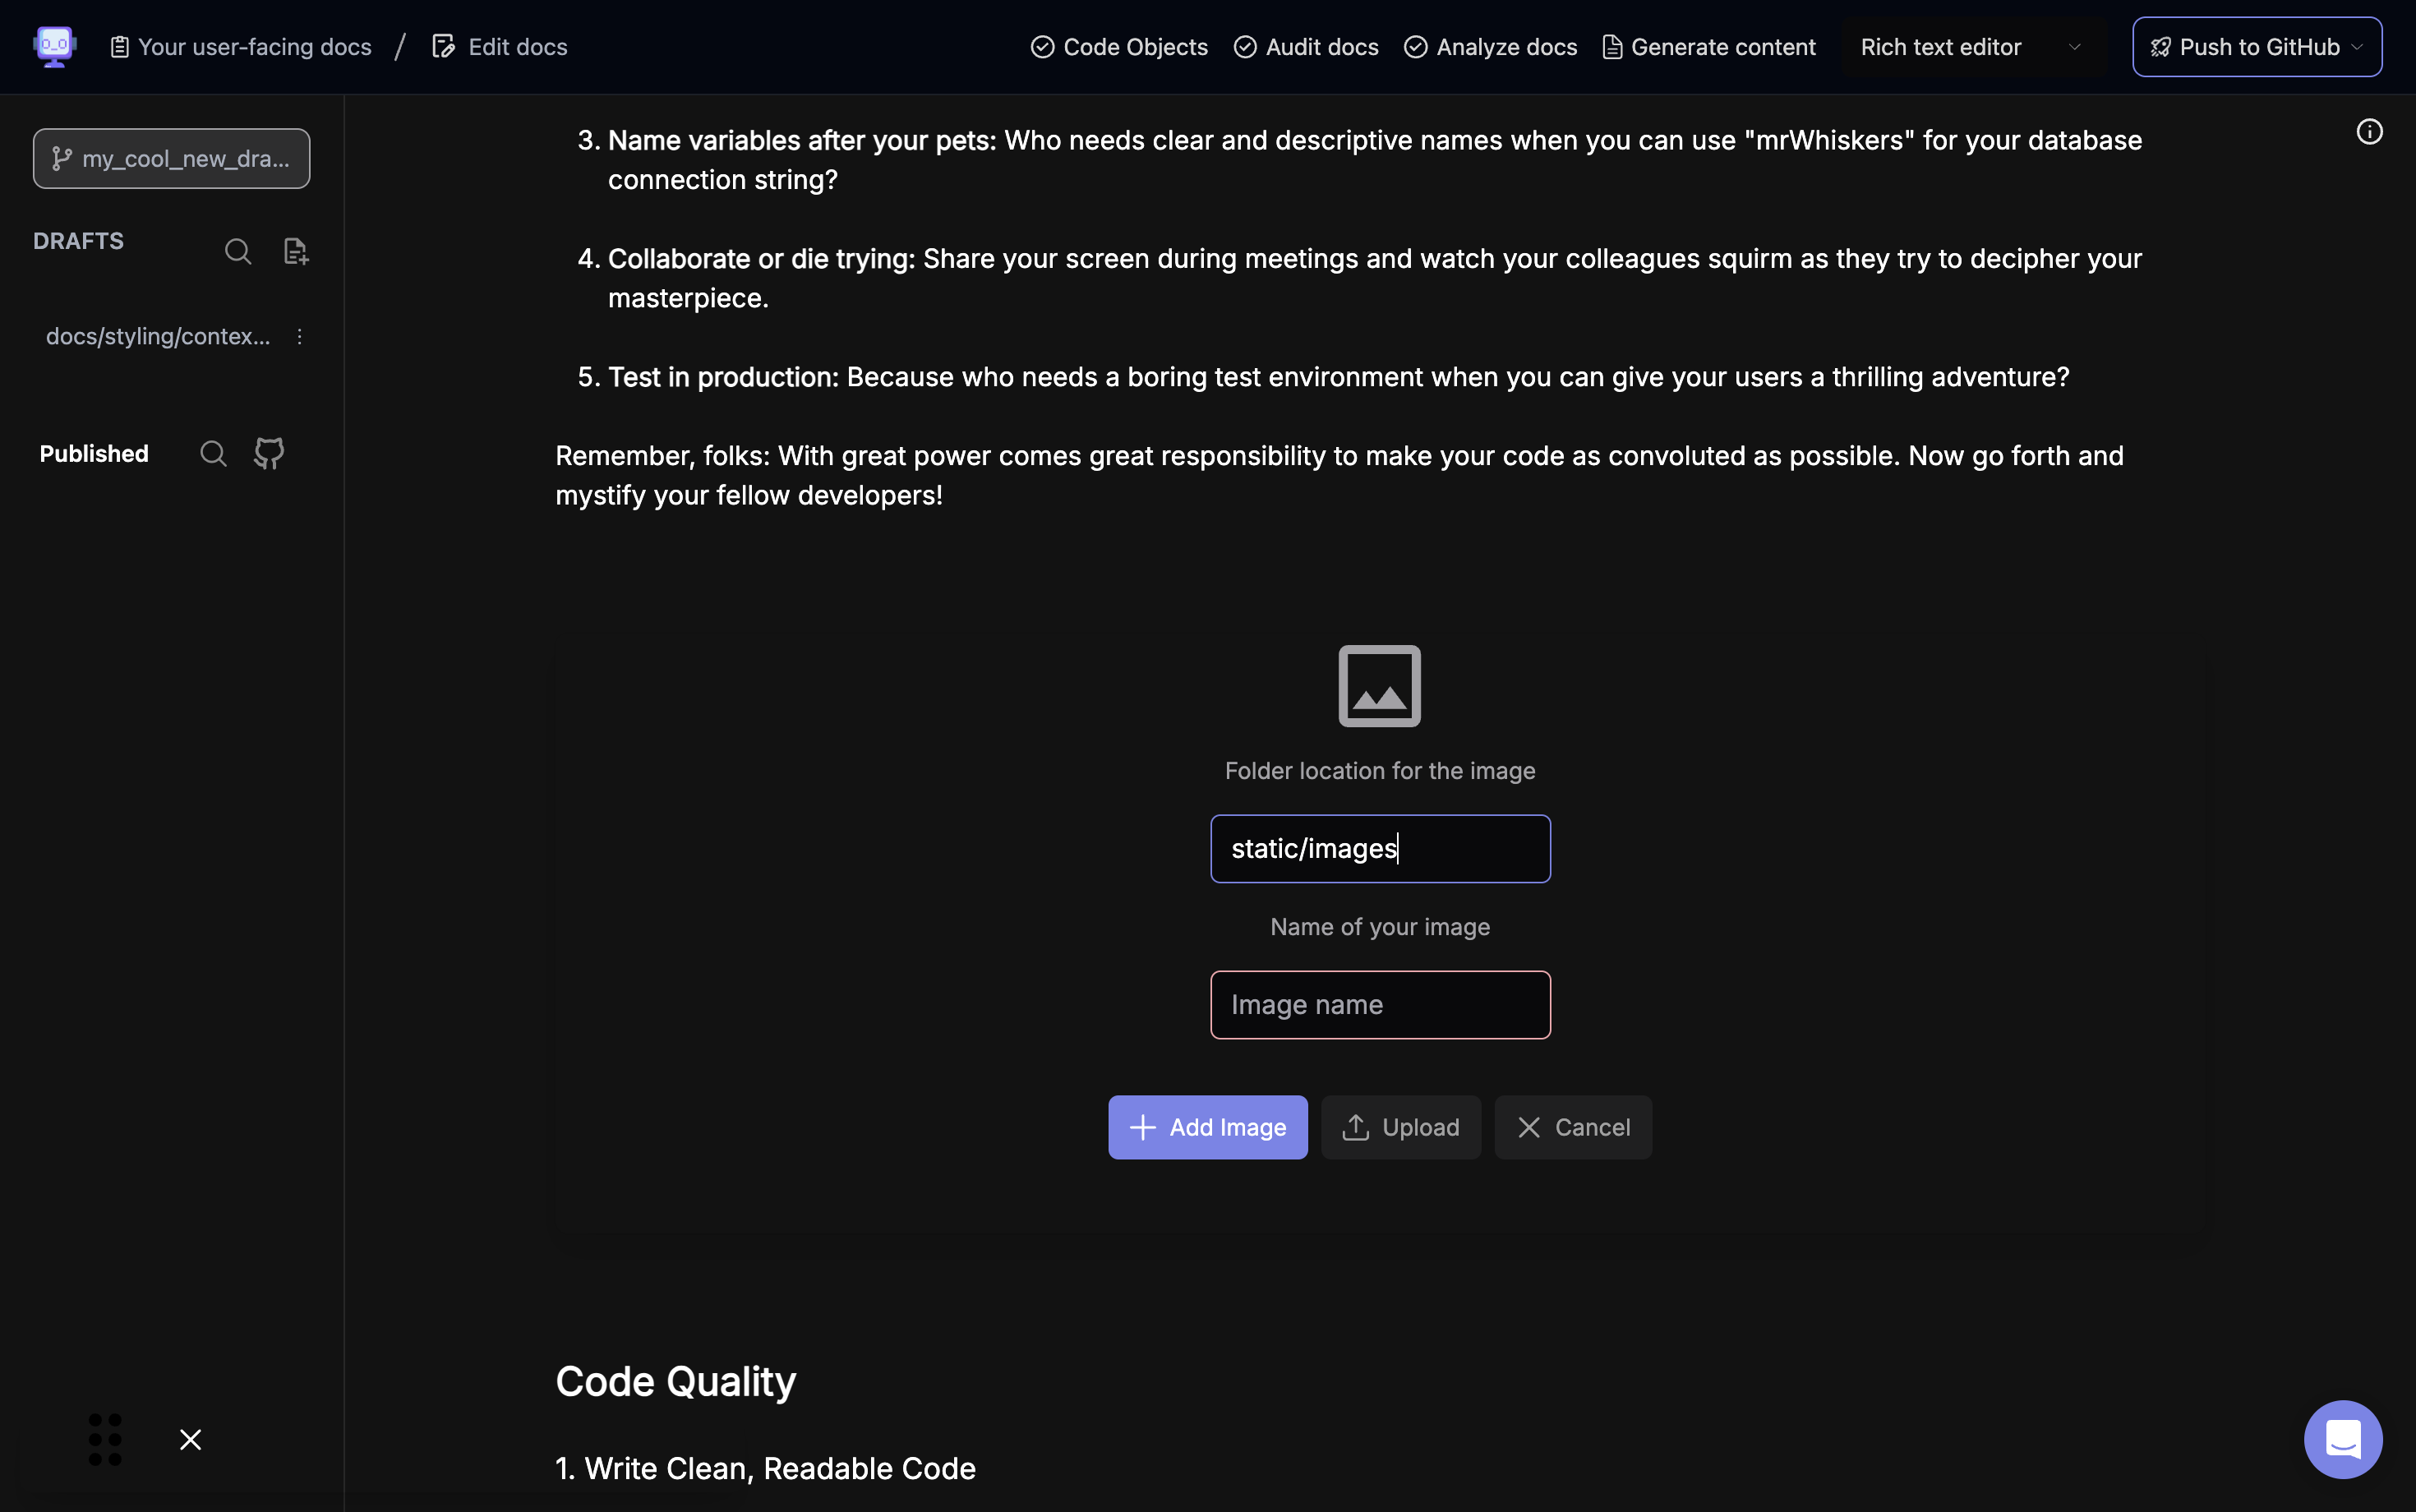 Your user-facing docs / Edit docs
Code Objects
Audit docs
Analyze docs
Generate content
Rich text editor
Push to GitHub
my_cool_new_dra...
DRAFTS
docs/styling/contex...
Published
3. Name variables after your pets: Who needs clear and descriptive names when you can use "mrWhiskers" for your database
connection string?
4. Collaborate or die trying: Share your screen during meetings and watch your colleagues squirm as they try to decipher your
masterpiece.
5. Test in production: Because who needs a boring test environment when you can give your users a thrilling adventure?
Remember, folks: With great power comes great responsibility to make your code as convoluted as possible. Now go forth and
mystify your fellow developers!
Folder location for the image
static/images
Name of your image
Image name
Add Image
Upload
Cancel
Code Quality
1. Write Clean, Readable Code